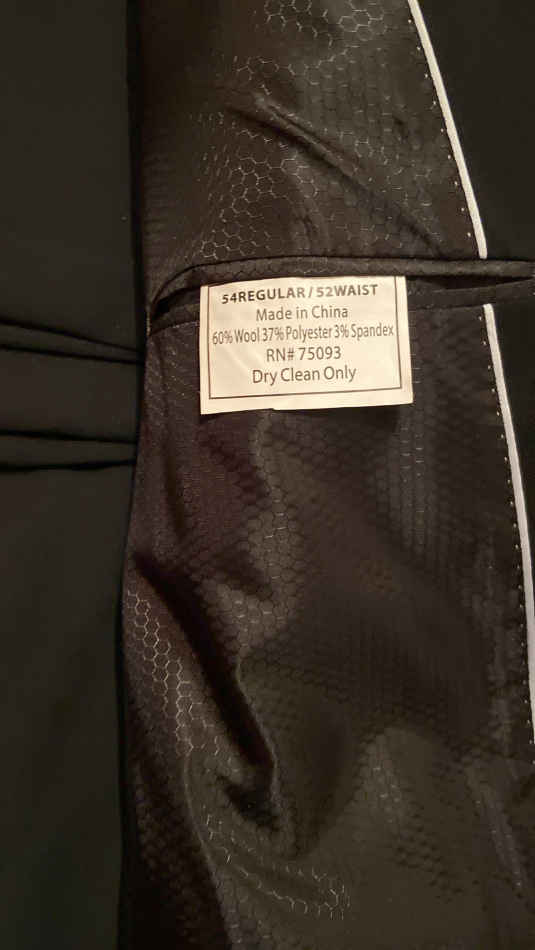 54REGULAR/52WAIST
Made in China
60% Wool 37% Polyester 3% Spandex
RN# 75093
Dry Clean Only